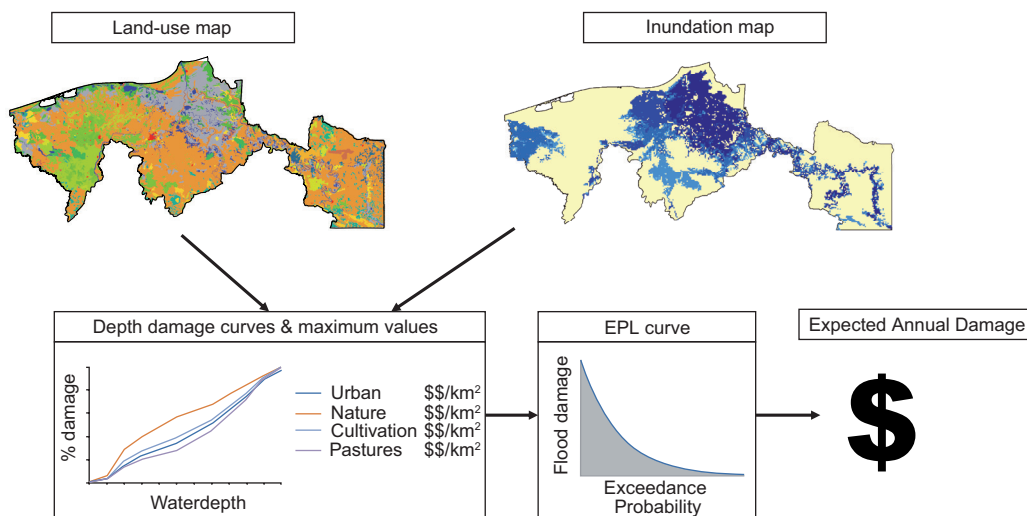 Land-use map
Inundation map
Depth damage curves & maximum values
% damage
Waterdepth
Urban $$/km²
Nature $$/km²
Cultivation $$/km²
Pastures $$/km²
EPL curve
Flood damage
Exceedance
Probability
Expected Annual Damage
$